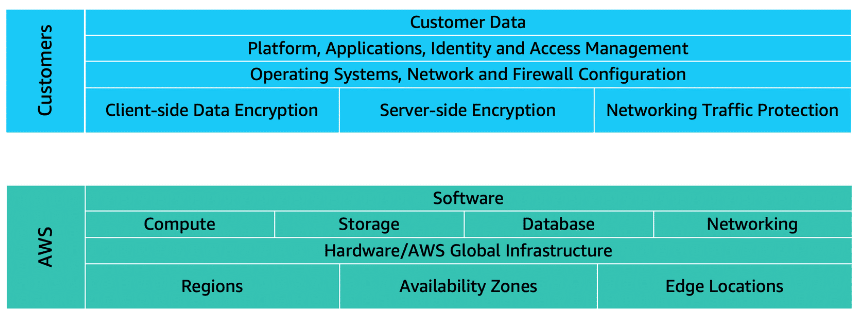 Customers
Customer Data
Platform, Applications, Identity and Access Management
Operating Systems, Network and Firewall Configuration
Client-side Data Encryption
Server-side Encryption
Networking Traffic Protection
AWS
Software
Compute
Storage
Database
Networking
Hardware/AWS Global Infrastructure
Regions
Availability Zones
Edge Locations